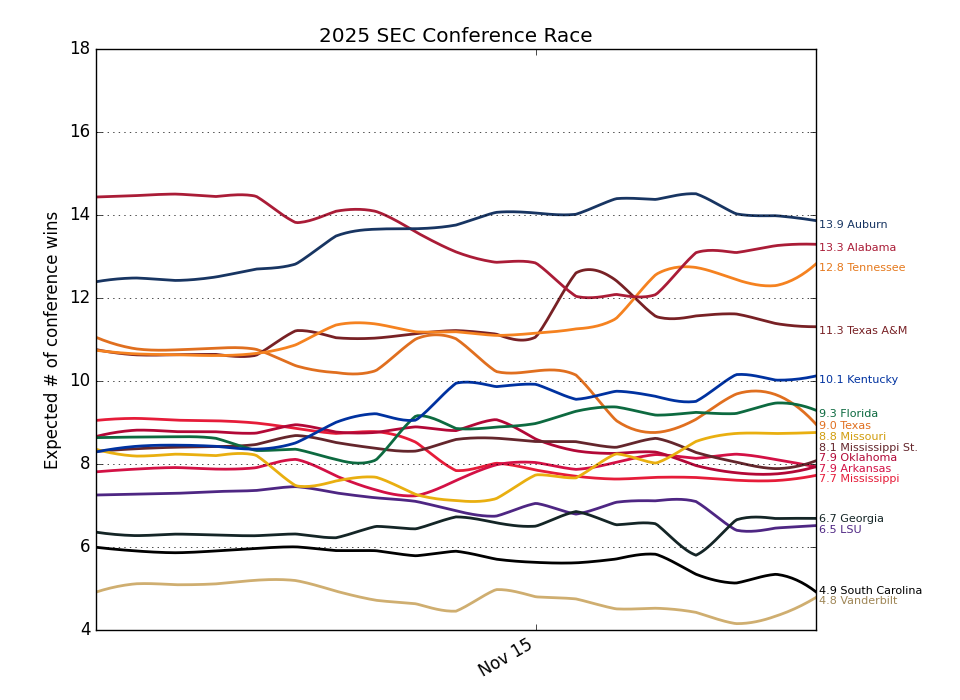 2025 SEC Conference Race
Expected # of conference wins
18
16
14
12
10
8
6
4
Nov 15
13.9 Auburn
13.3 Alabama
12.8 Tennessee
11.3 Texas A&M
10.1 Kentucky
9.3 Florida
9.0 Texas
8.8 Missouri
8.1 Mississippi St.
7.9 Oklahoma
7.9 Arkansas
7.7 Mississippi
6.7 Georgia
6.5 LSU
4.9 South Carolina
4.8 Vanderbilt